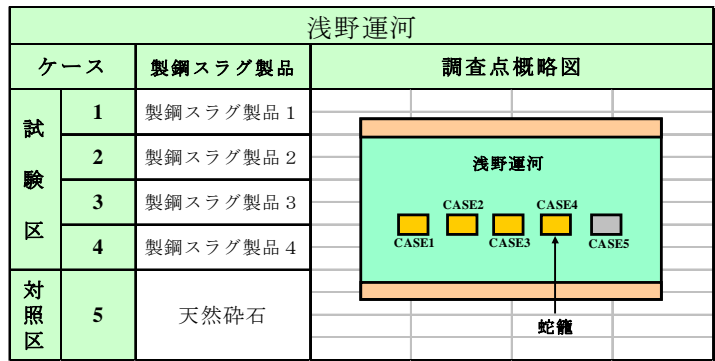 浅野運河
ケース 製鋼スラグ製品 調査点概略図
試験区
1 製鋼スラグ製品1
2 製鋼スラグ製品2
3 製鋼スラグ製品3
4 製鋼スラグ製品4
対照区
5 天然砕石
浅野運河
CASE2 CASE4
CASE1 CASE3 CASE5
蛇籠